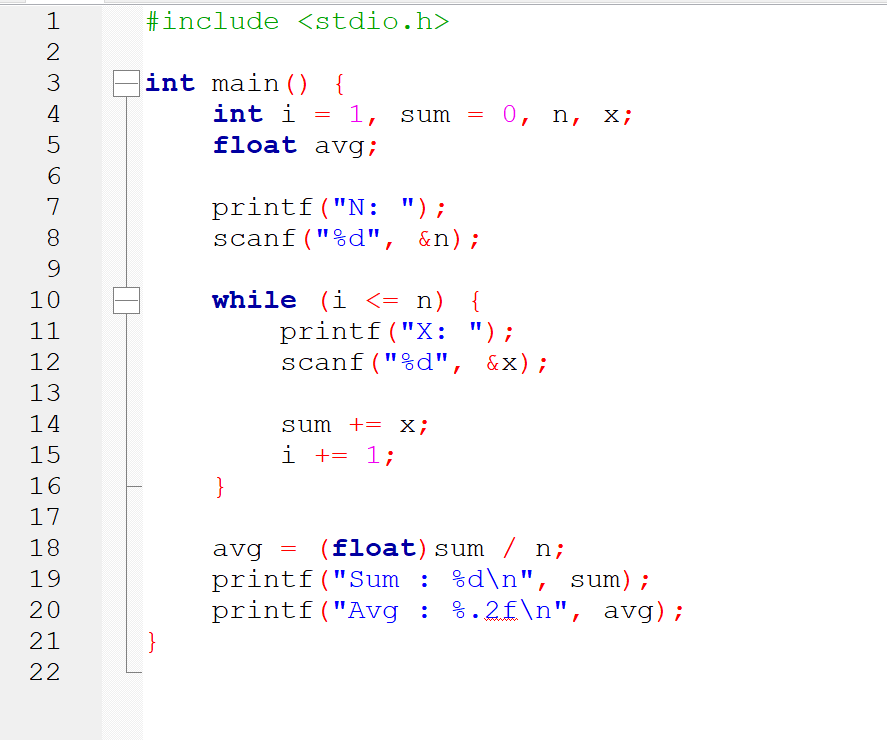 1 #include <stdio.h>
2
3 int main() {
4     int i = 1, sum = 0, n, x;
5     float avg;
6
7     printf("N: ");
8     scanf("%d", &n);
9
10     while (i <= n) {
11         printf("X: ");
12         scanf("%d", &x);
13
14         sum += x;
15         i += 1;
16     }
17
18     avg = (float)sum / n;
19     printf("Sum : %d\n", sum);
20     printf("Avg : %.2f\n", avg);
21 }
22